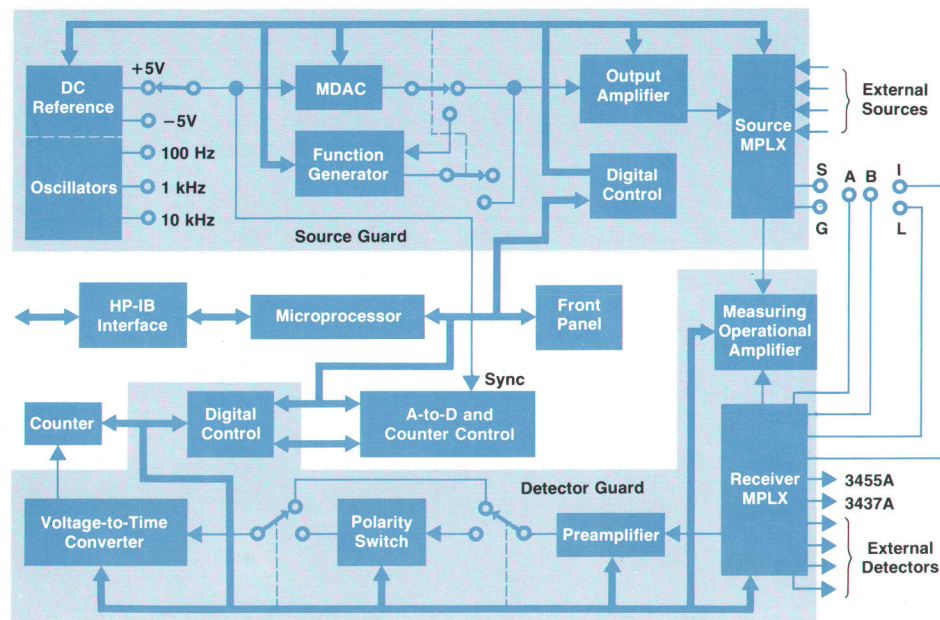 +5V
DC
Reference
−5V
100 Hz
Oscillators
1 kHz
10 kHz
MDAC
Function
Generator
Output
Amplifier
Digital
Control
Source
MPLX
External
Sources
S
A
B
I
G
L
Source Guard
HP-IB
Interface
Microprocessor
Front
Panel
Measuring
Operational
Amplifier
Sync
Counter
Digital
Control
A-to-D and
Counter Control
Detector Guard
Receiver
MPLX
3455A
3437A
External
Detectors
Voltage-to-Time
Converter
Polarity
Switch
Preamplifier